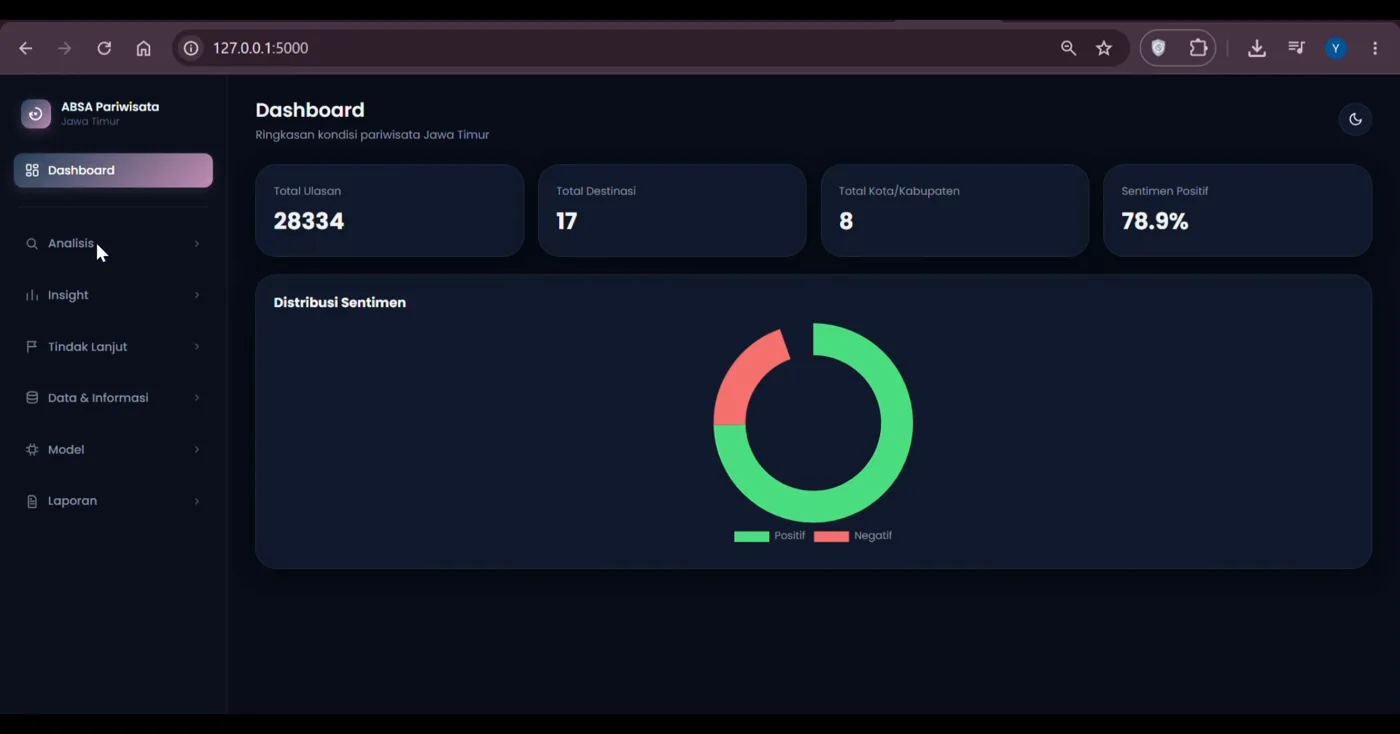 127.0.0.1:5000
Y
ABSA Pariwisata
Jawa Timur
Dashboard
Analisis
Insight
Tindak Lanjut
Data & Informasi
Model
Laporan
Dashboard
Ringkasan kondisi pariwisata Jawa Timur
Total Ulasan
28334
Total Destinasi
17
Total Kota/Kabupaten
8
Sentimen Positif
78.9%
Distribusi Sentimen
Positif Negatif